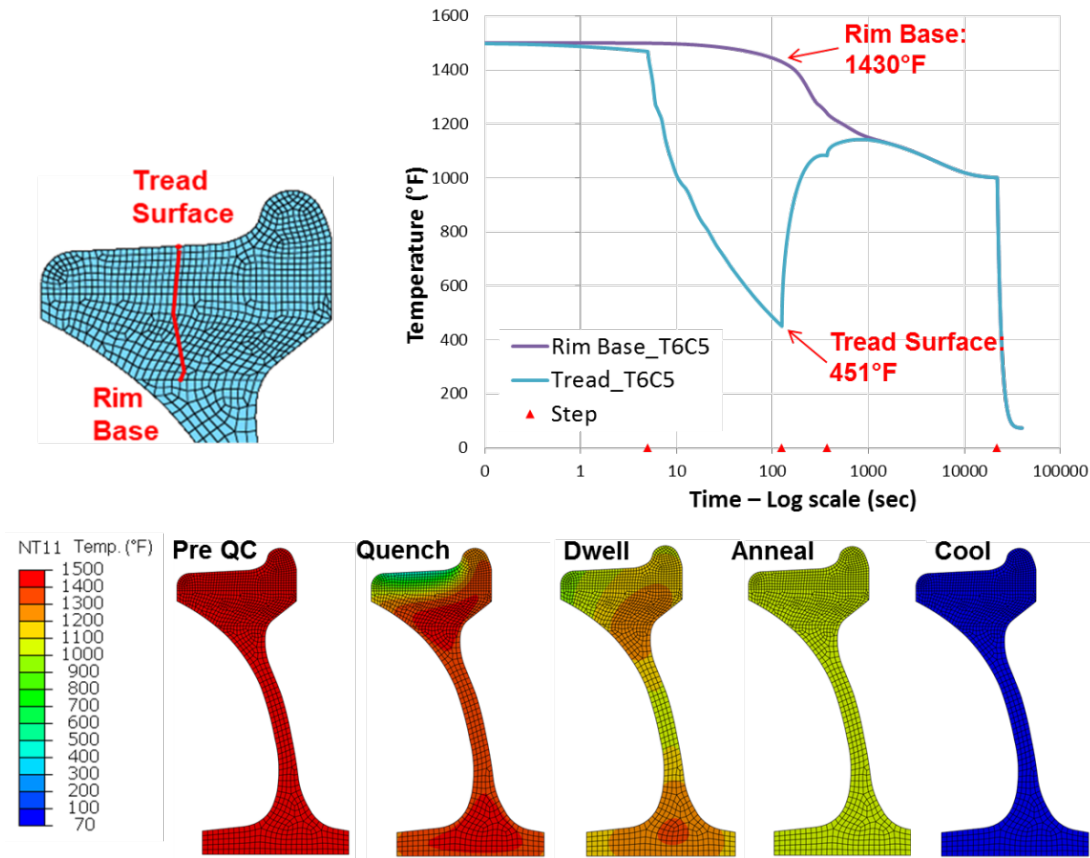 Tread
Surface
Rim
Base
Temperature (°F)
1600
1400
1200
1000
800
600
400
200
0
Rim Base:
1430°F
Tread Surface:
451°F
Rim Base_T6C5
Tread_T6C5
Step
0
1
10
100
1000
10000
100000
Time – Log scale (sec)
NT11 Temp. (°F)
1500
1400
1300
1200
1100
1000
900
800
700
600
500
400
300
200
100
70
Pre QC
Quench
Dwell
Anneal
Cool